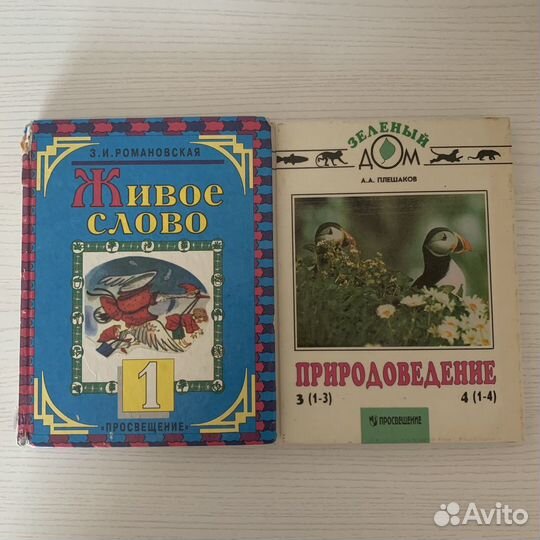 З.И.РОМАНОВСКАЯ
ЖИВОЕ
СЛОВО
1
"ПРОСВЕЩЕНИЕ"
ЗЕЛЕНЫЙ
ДОМ
А.А. ПЛЕШАКОВ
ПРИРОДОВЕДЕНИЕ
3 (1-3) 4 (1-4)
ПРОСВЕЩЕНИЕ
Avito